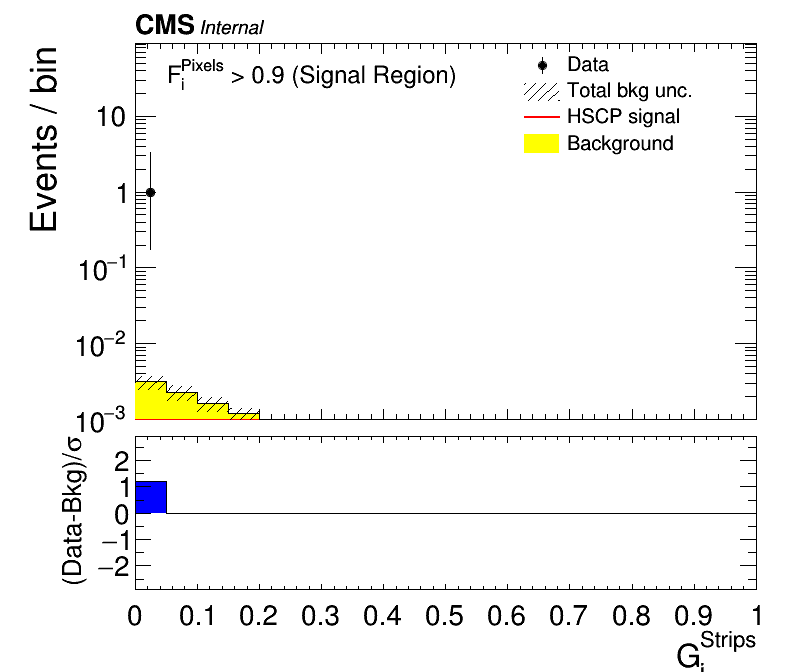 CMS Internal
F_i^Pixels > 0.9 (Signal Region)
Data
Total bkg unc.
HSCP signal
Background
Events / bin
10
1
10⁻¹
10⁻²
10⁻³
(Data-Bkg)/σ
2
1
0
−1
−2
0 0.1 0.2 0.3 0.4 0.5 0.6 0.7 0.8 0.9 1
G_i^Strips